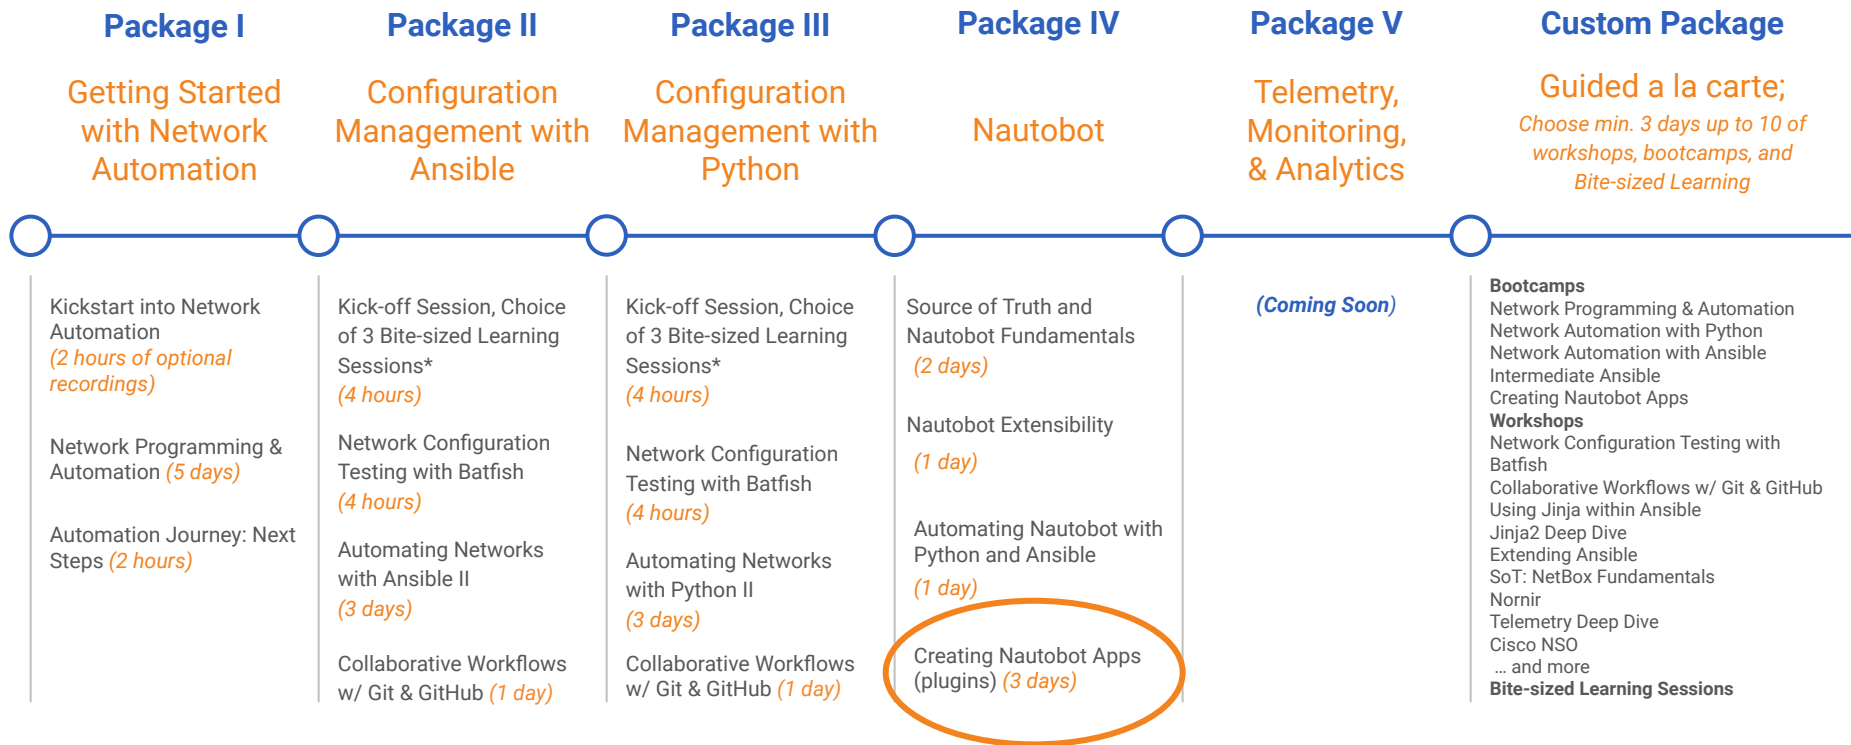 Package I
Getting Started
with Network
Automation
Kickstart into Network
Automation
(2 hours of optional
recordings)
Network Programming &
Automation (5 days)
Automation Journey: Next
Steps (2 hours)
Package II
Configuration
Management with
Ansible
Kick-off Session, Choice
of 3 Bite-sized Learning
Sessions*
(4 hours)
Network Configuration
Testing with Batfish
(4 hours)
Automating Networks
with Ansible II
(3 days)
Collaborative Workflows
w/ Git & GitHub (1 day)
Package III
Configuration
Management with
Python
Kick-off Session, Choice
of 3 Bite-sized Learning
Sessions*
(4 hours)
Network Configuration
Testing with Batfish
(4 hours)
Automating Networks
with Python II
(3 days)
Collaborative Workflows
w/ Git & GitHub (1 day)
Package IV
Nautobot
Source of Truth and
Nautobot Fundamentals
(2 days)
Nautobot Extensibility
(1 day)
Automating Nautobot with
Python and Ansible
(1 day)
Creating Nautobot Apps
(plugins) (3 days)
Package V
Telemetry,
Monitoring,
& Analytics
(Coming Soon)
Custom Package
Guided a la carte;
Choose min. 3 days up to 10 of
workshops, bootcamps, and
Bite-sized Learning
Bootcamps
Network Programming & Automation
Network Automation with Python
Network Automation with Ansible
Intermediate Ansible
Creating Nautobot Apps
Workshops
Network Configuration Testing with
Batfish
Collaborative Workflows w/ Git & GitHub
Using Jinja within Ansible
Jinja2 Deep Dive
Extending Ansible
SoT: NetBox Fundamentals
Nornir
Telemetry Deep Dive
Cisco NSO
... and more
Bite-sized Learning Sessions